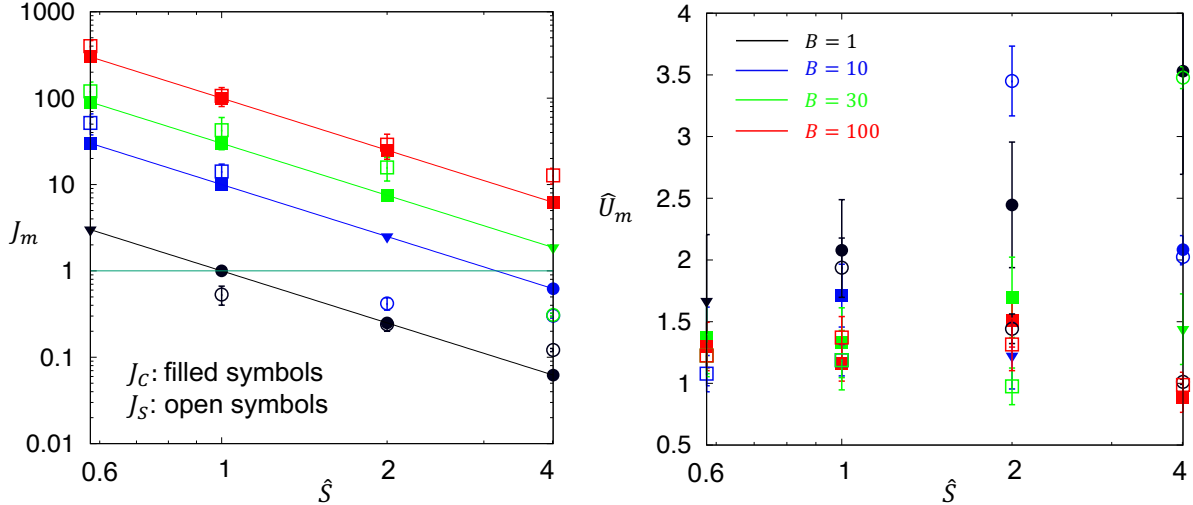 1000
100
10
1
0.1
0.01
J_m
J_C: filled symbols
J_S: open symbols
0.6
1
2
4
Ŝ
4
3.5
3
2.5
2
1.5
1
0.5
Û_m
B = 1
B = 10
B = 30
B = 100
0.6
1
2
4
Ŝ